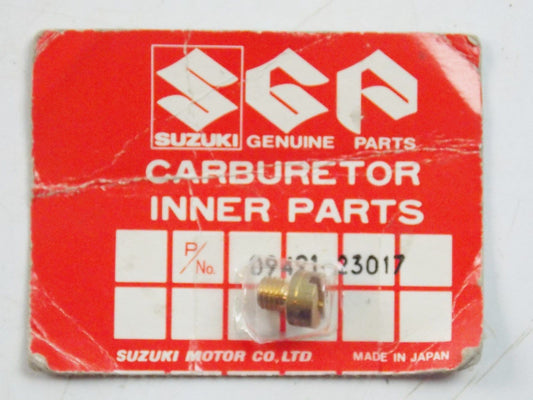 SGP
SUZUKI GENUINE PARTS
CARBURETOR
INNER PARTS
P/No. 09491-23017
SUZUKI MOTOR CO., LTD. MADE IN JAPAN